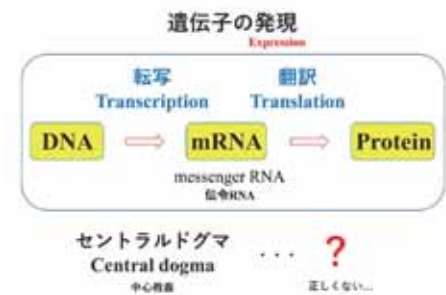 遺伝子の発現
Expression
転写
Transcription
翻訳
Translation
DNA
mRNA
Protein
messenger RNA
伝令RNA
セントラルドグマ
Central dogma
中心教義
・・・
?
正しくない...